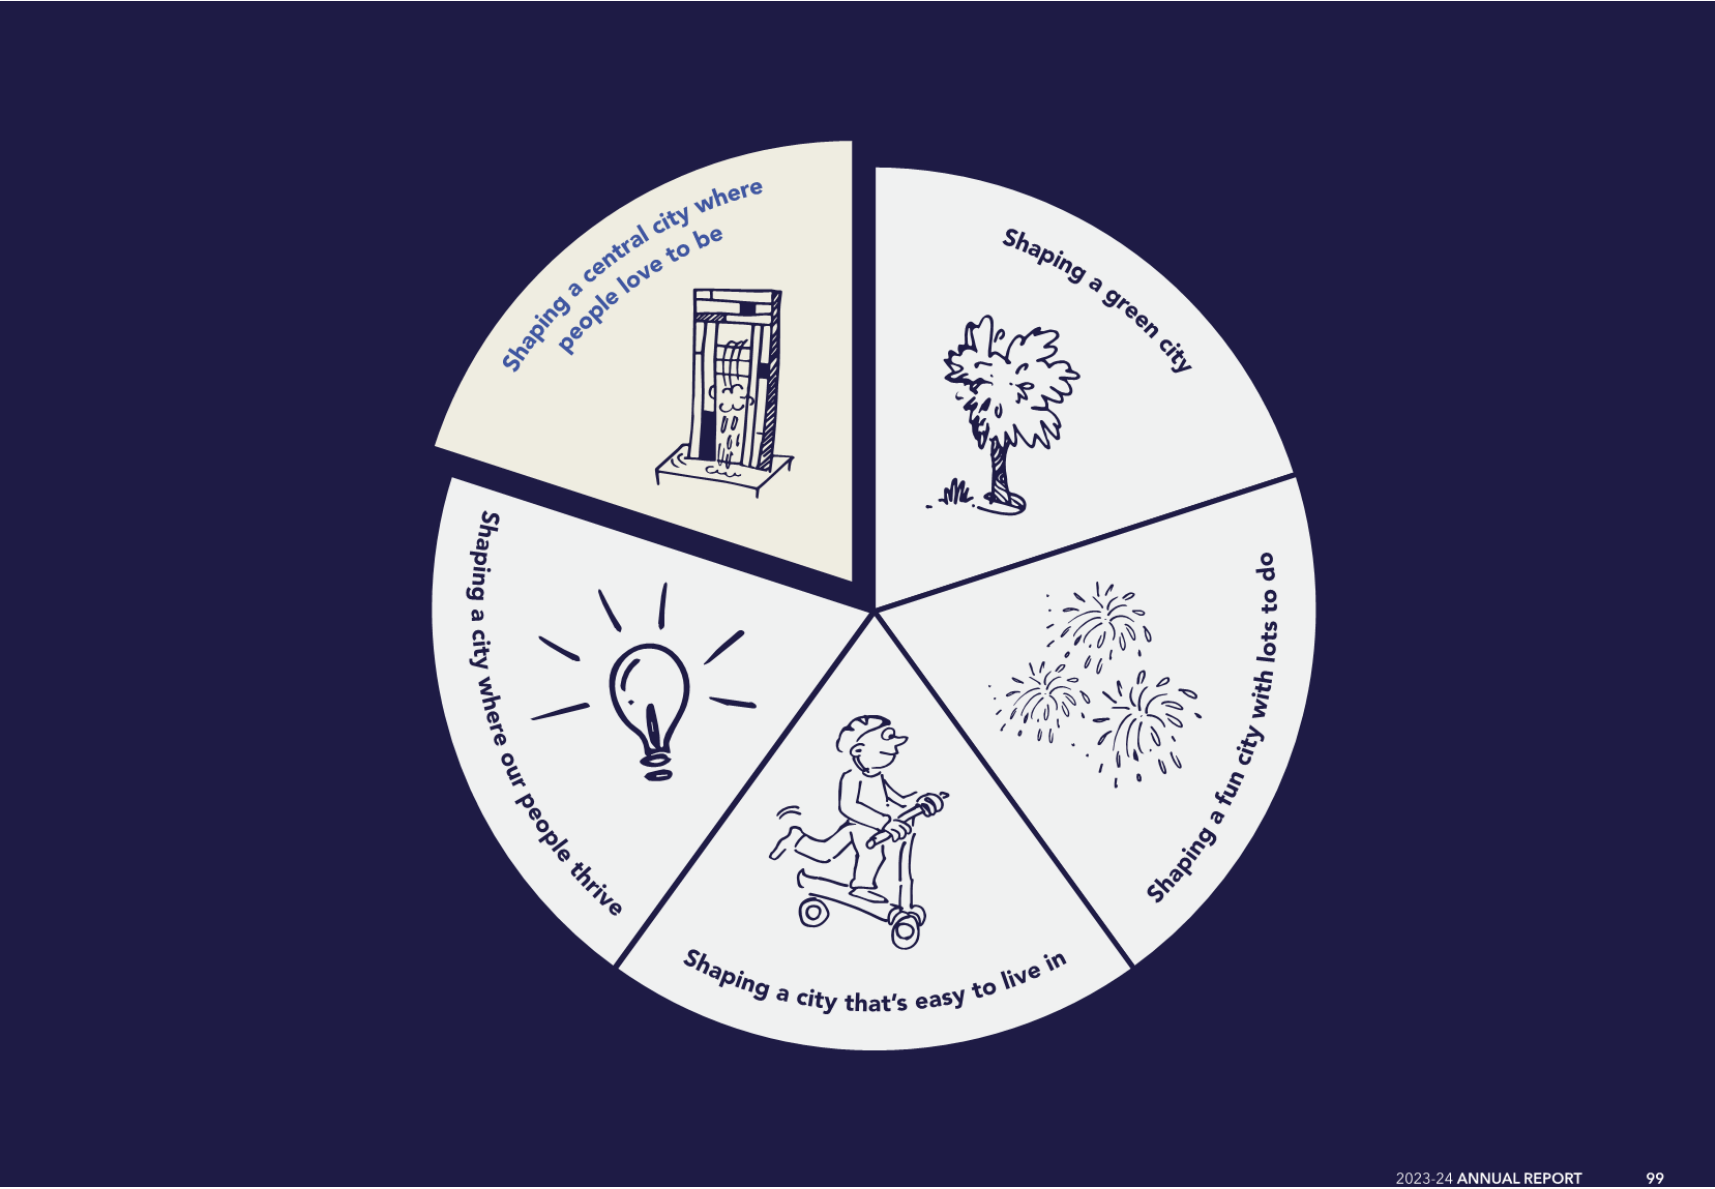 Shaping a central city where
people love to be
Shaping a green city
Shaping a fun city with lots to do
Shaping a city that's easy to live in
Shaping a city where our people thrive
2023-24 ANNUAL REPORT 99